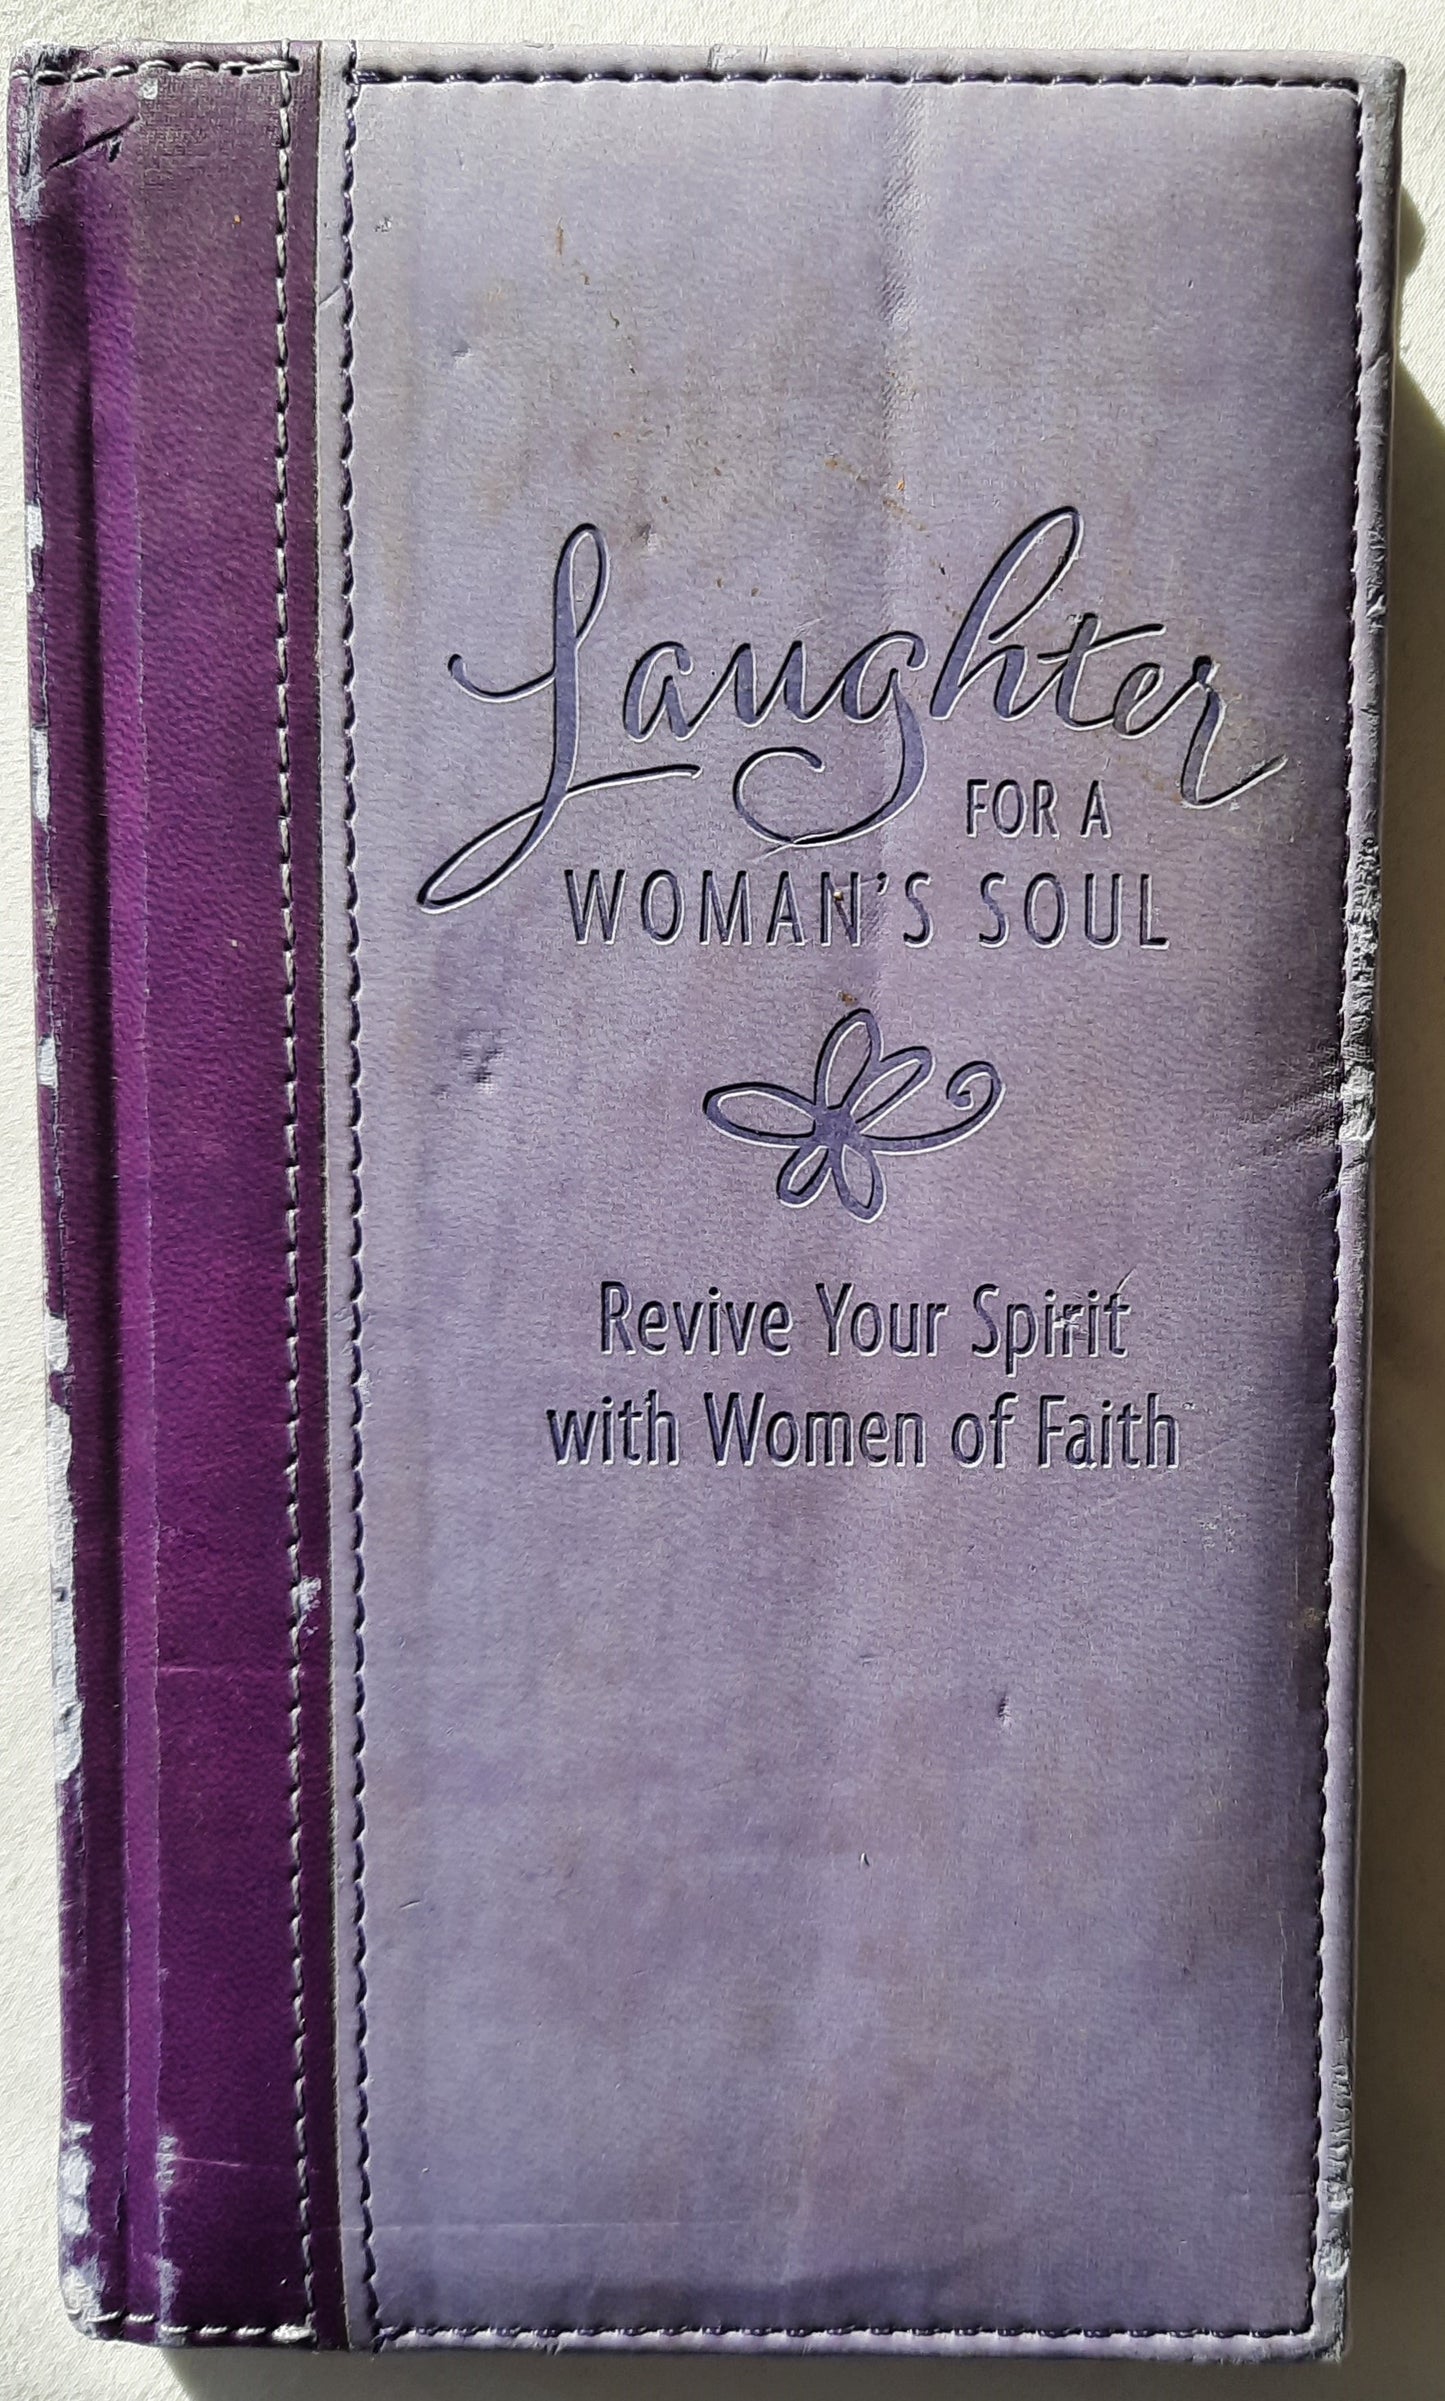 Laughter
FOR A
WOMAN'S SOUL
Revive Your Spirit
with Women of Faith